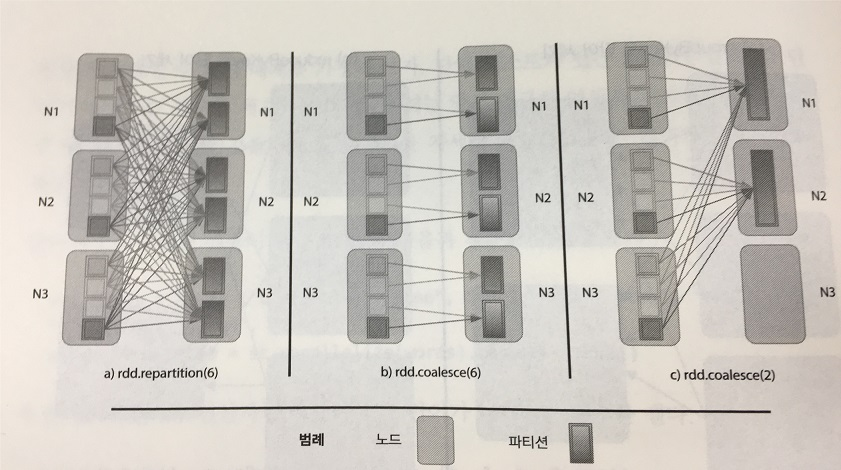 N1 N1 N1 N1 N1 N1
N2 N2 N2 N2 N2 N2
N3 N3 N3 N3 N3 N3
a) rdd.repartition(6) b) rdd.coalesce(6) c) rdd.coalesce(2)
범례 노드 파티션